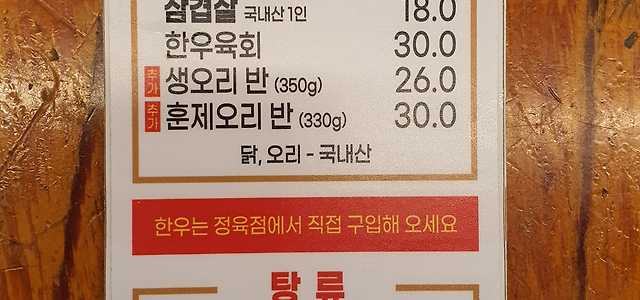 삼겹살 국내산 1인 18.0
한우육회 30.0
추가 생오리 반 (350g) 26.0
추가 훈제오리 반 (330g) 30.0
닭, 오리 - 국내산
한우는 정육점에서 직접 구입해 오세요
탕 류